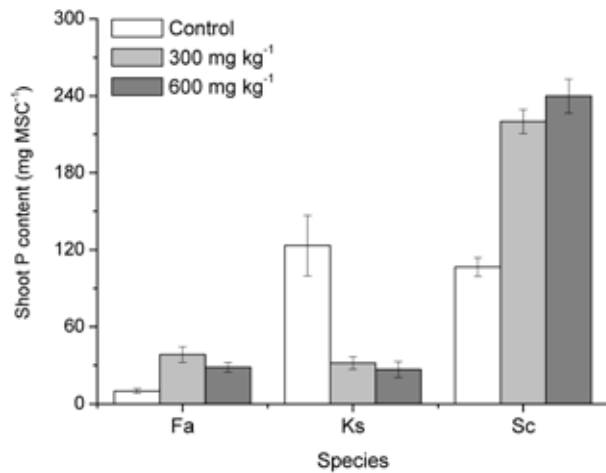 300
240
180
120
60
0
Shoot P content (mg MSC⁻¹)
Control
300 mg kg⁻¹
600 mg kg⁻¹
Fa
Ks
Sc
Species